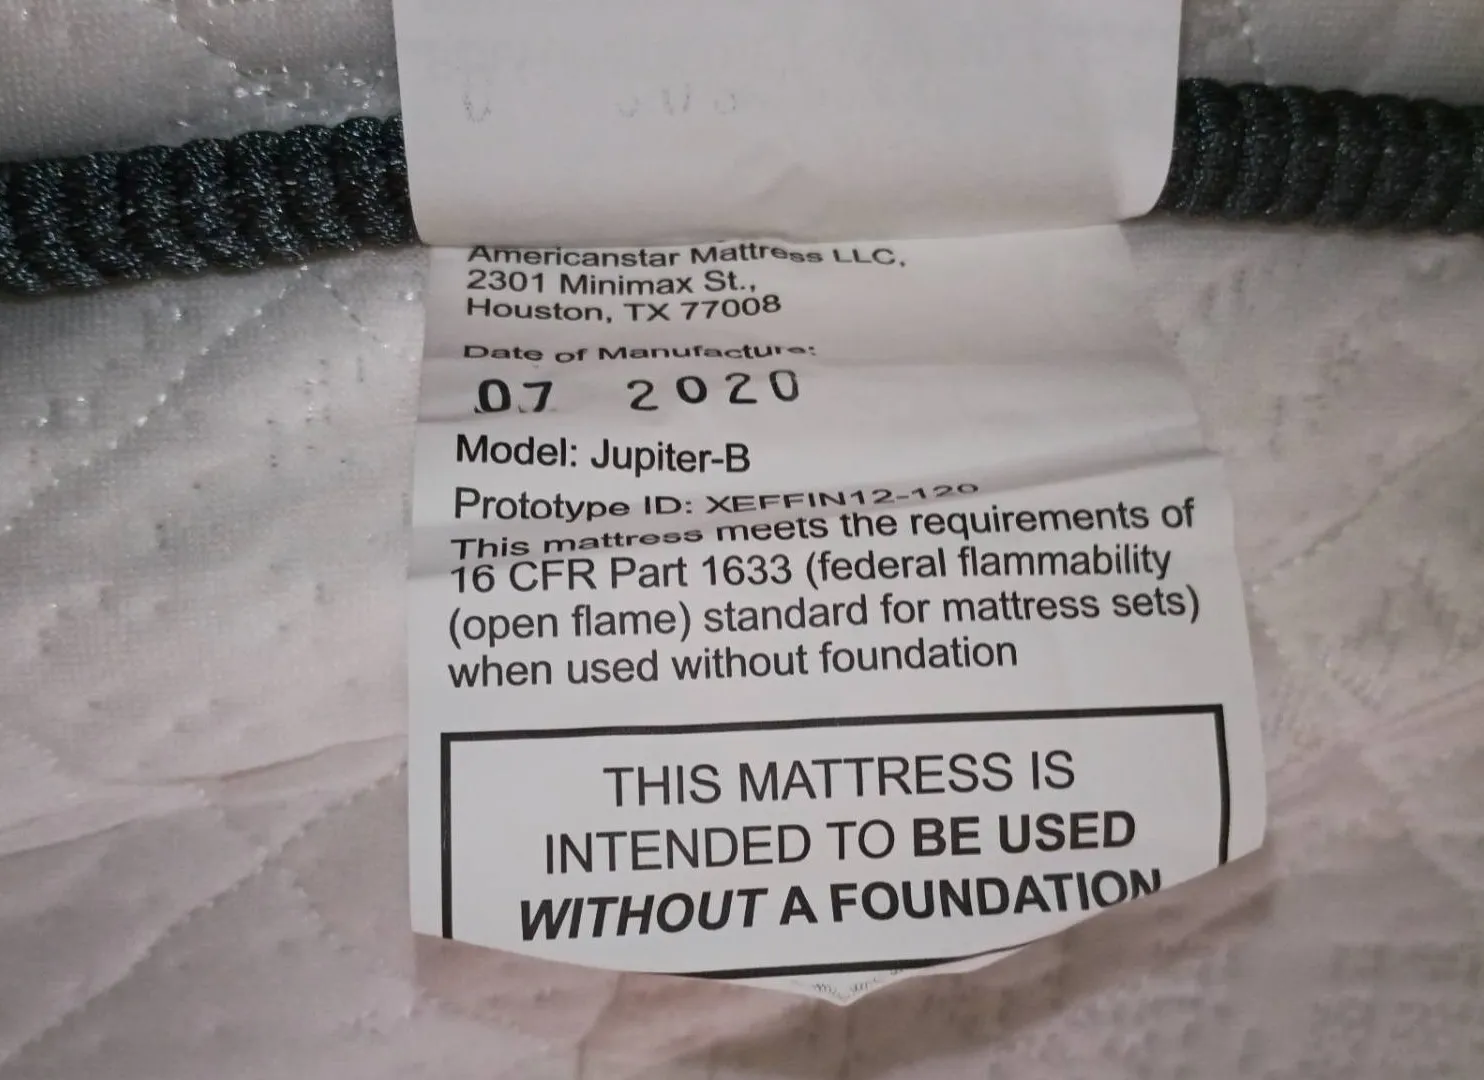 Americanstar Mattress LLC,
2301 Minimax St.,
Houston, TX 77008
Date of Manufacture:
07 2020
Model: Jupiter-B
Prototype ID: XEFFIN12-120
This mattress meets the requirements of
16 CFR Part 1633 (federal flammability
(open flame) standard for mattress sets)
when used without foundation
THIS MATTRESS IS
INTENDED TO BE USED
WITHOUT A FOUNDATION